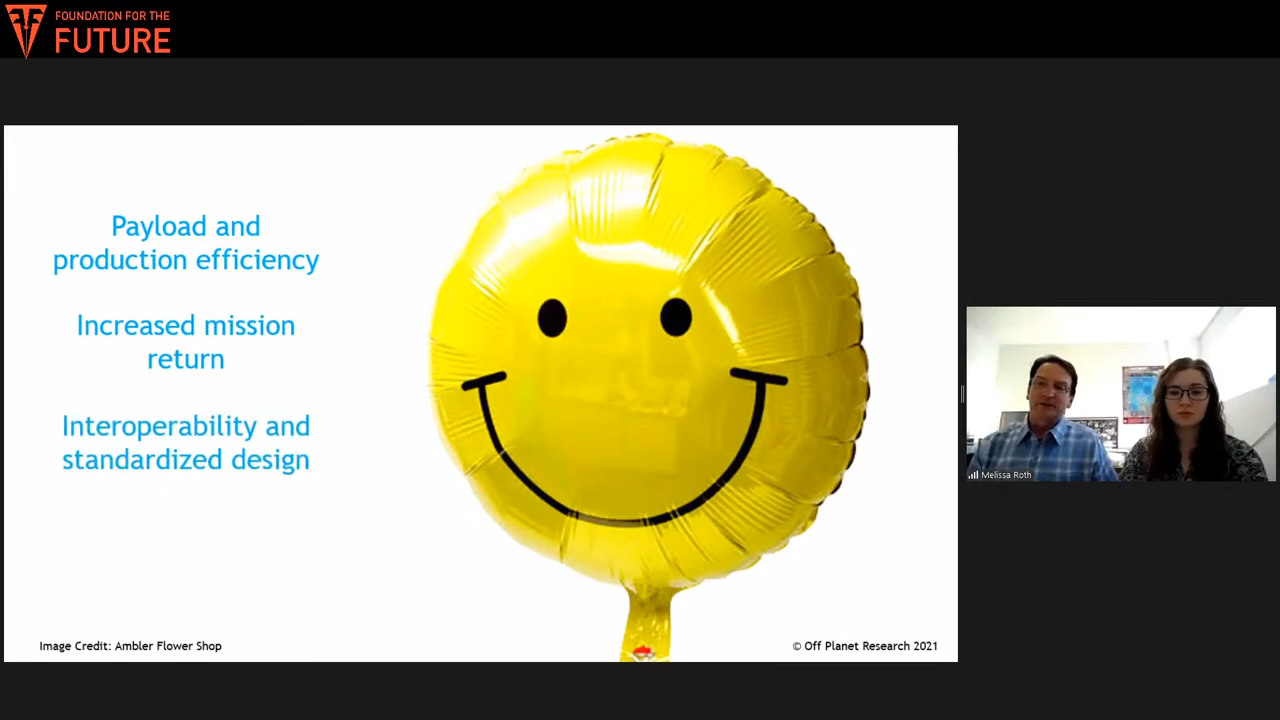 FOUNDATION FOR THE
FUTURE
Payload and
production efficiency
Increased mission
return
Interoperability and
standardized design
Image Credit: Ambler Flower Shop
© Off Planet Research 2021
Melissa Roth